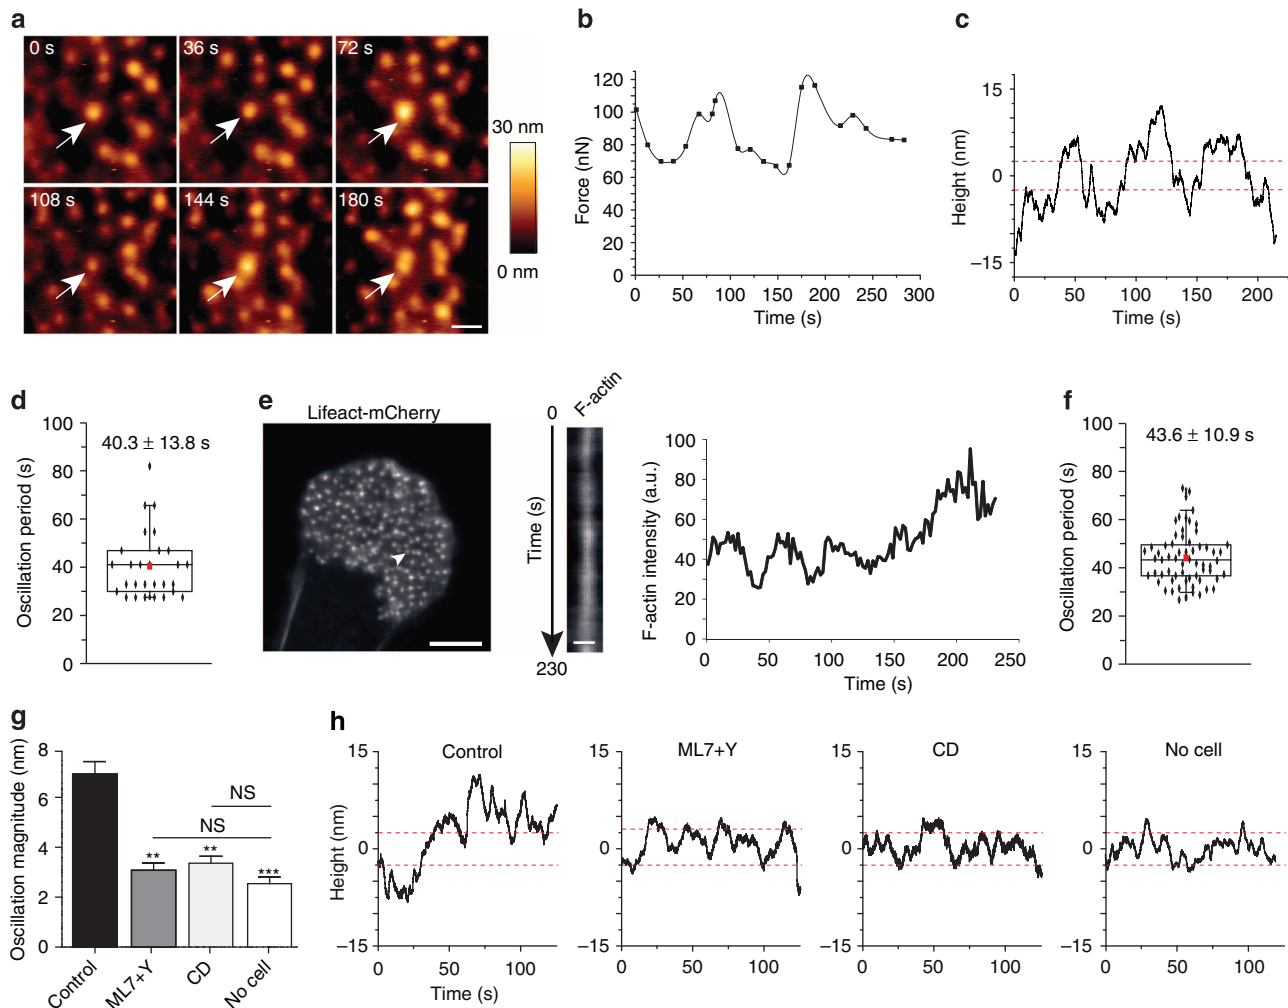 a
0 s
36 s
72 s
108 s
144 s
180 s
30 nm
0 nm
b
Force (nN)
120
100
80
60
40
20
0
0 50 100 150 200 250 300
Time (s)
c
Height (nm)
15
0
–15
0 50 100 150 200
Time (s)
d
40.3 ± 13.8 s
Oscillation period (s)
100
80
60
40
20
0
e
Lifeact-mCherry
F-actin
0
Time (s)
230
F-actin intensity (a.u.)
100
80
60
40
20
0
0 50 100 150 200 250
Time (s)
f
43.6 ± 10.9 s
Oscillation period (s)
100
80
60
40
20
0
g
Oscillation magnitude (nm)
8
6
4
2
0
NS
NS
**
**
***
Control
ML7+Y
CD
No cell
h
Control
Height (nm)
15
0
–15
0 50 100
Time (s)
ML7+Y
15
0
–15
0 50 100
CD
15
0
–15
0 50 100
No cell
15
0
–15
0 50 100